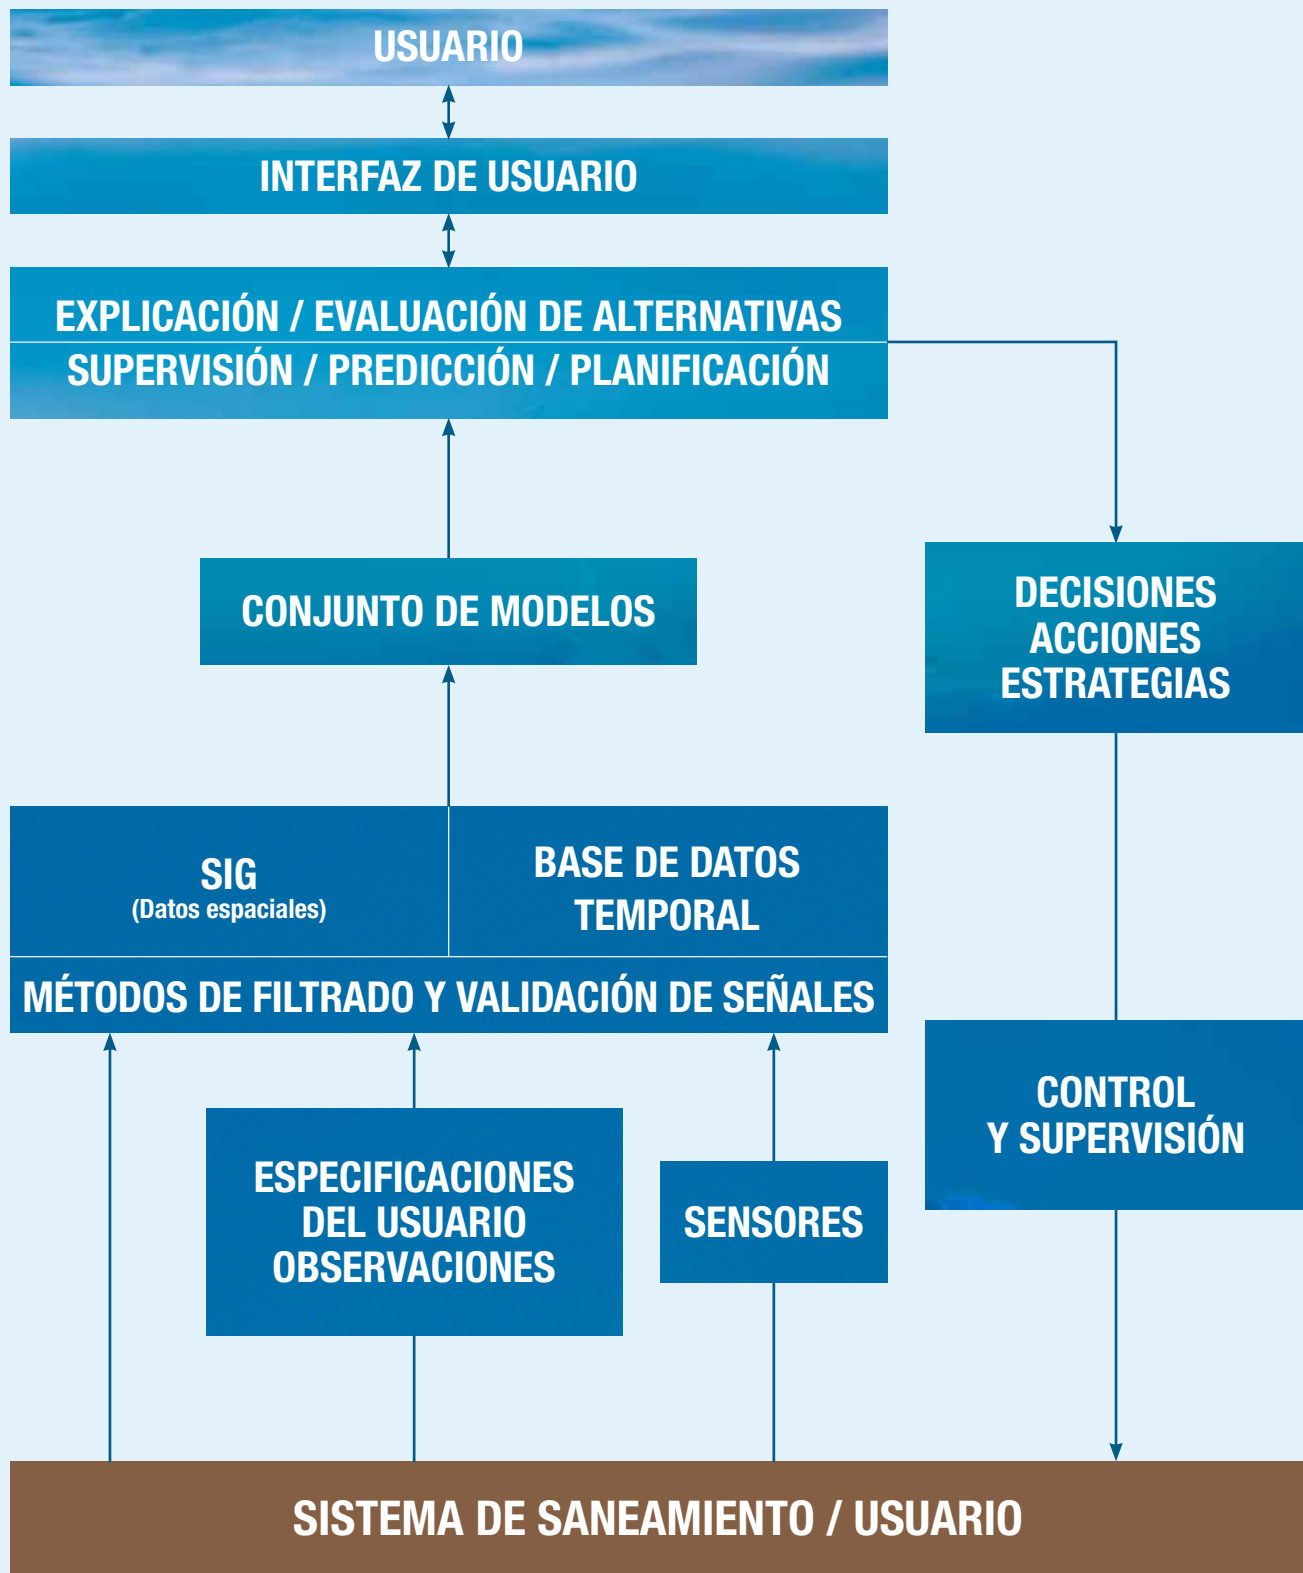 USUARIO
INTERFAZ DE USUARIO
EXPLICACIÓN / EVALUACIÓN DE ALTERNATIVAS
SUPERVISIÓN / PREDICCIÓN / PLANIFICACIÓN
CONJUNTO DE MODELOS
DECISIONES
ACCIONES
ESTRATEGIAS
SIG
(Datos espaciales)
BASE DE DATOS
TEMPORAL
MÉTODOS DE FILTRADO Y VALIDACIÓN DE SEÑALES
ESPECIFICACIONES
DEL USUARIO
OBSERVACIONES
SENSORES
CONTROL
Y SUPERVISIÓN
SISTEMA DE SANEAMIENTO / USUARIO